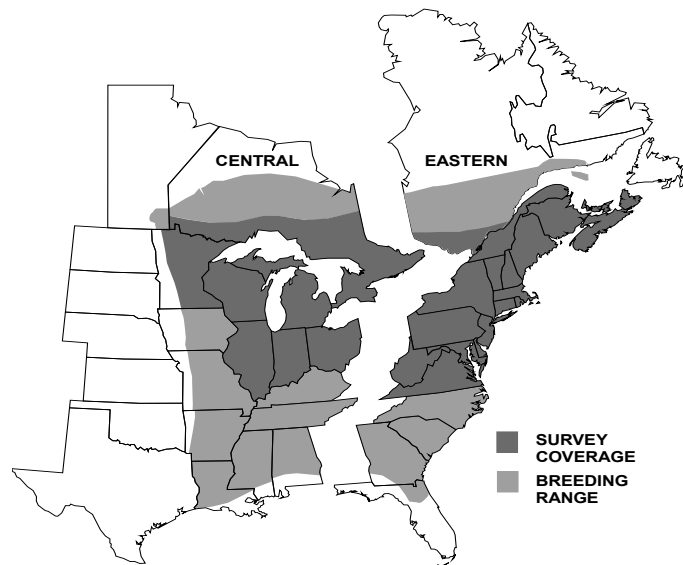 CENTRAL
EASTERN
SURVEY
COVERAGE
BREEDING
RANGE